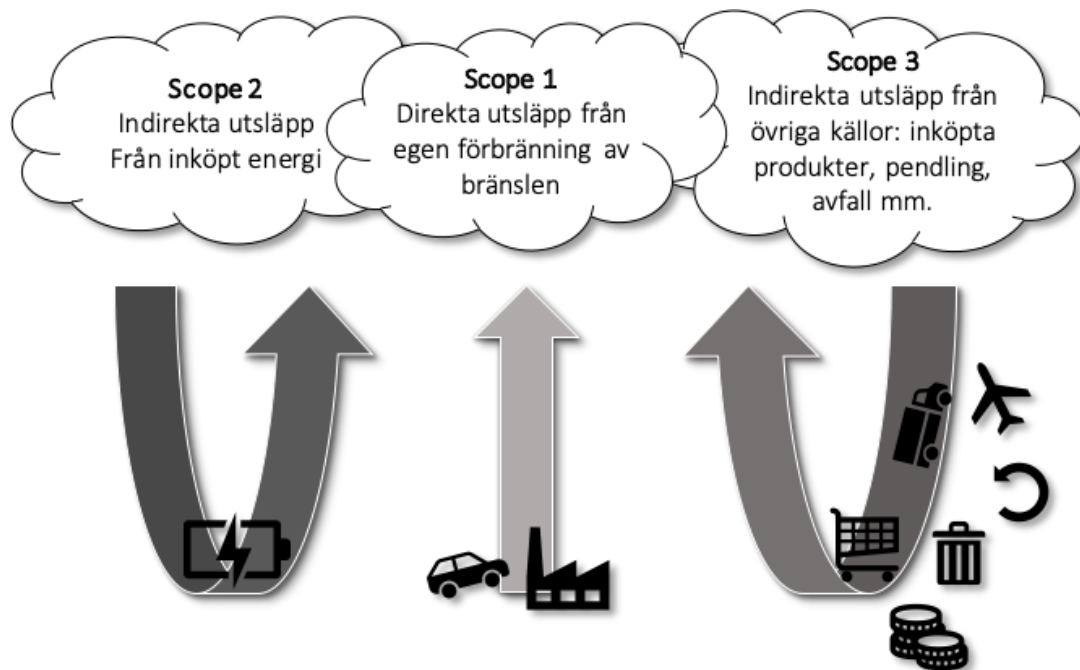 Scope 2
Indirekta utsläpp
Från inköpt energi
Scope 1
Direkta utsläpp från
egen förbränning av
bränslen
Scope 3
Indirekta utsläpp från
övriga källor: inköpta
produkter, pendling,
avfall mm.